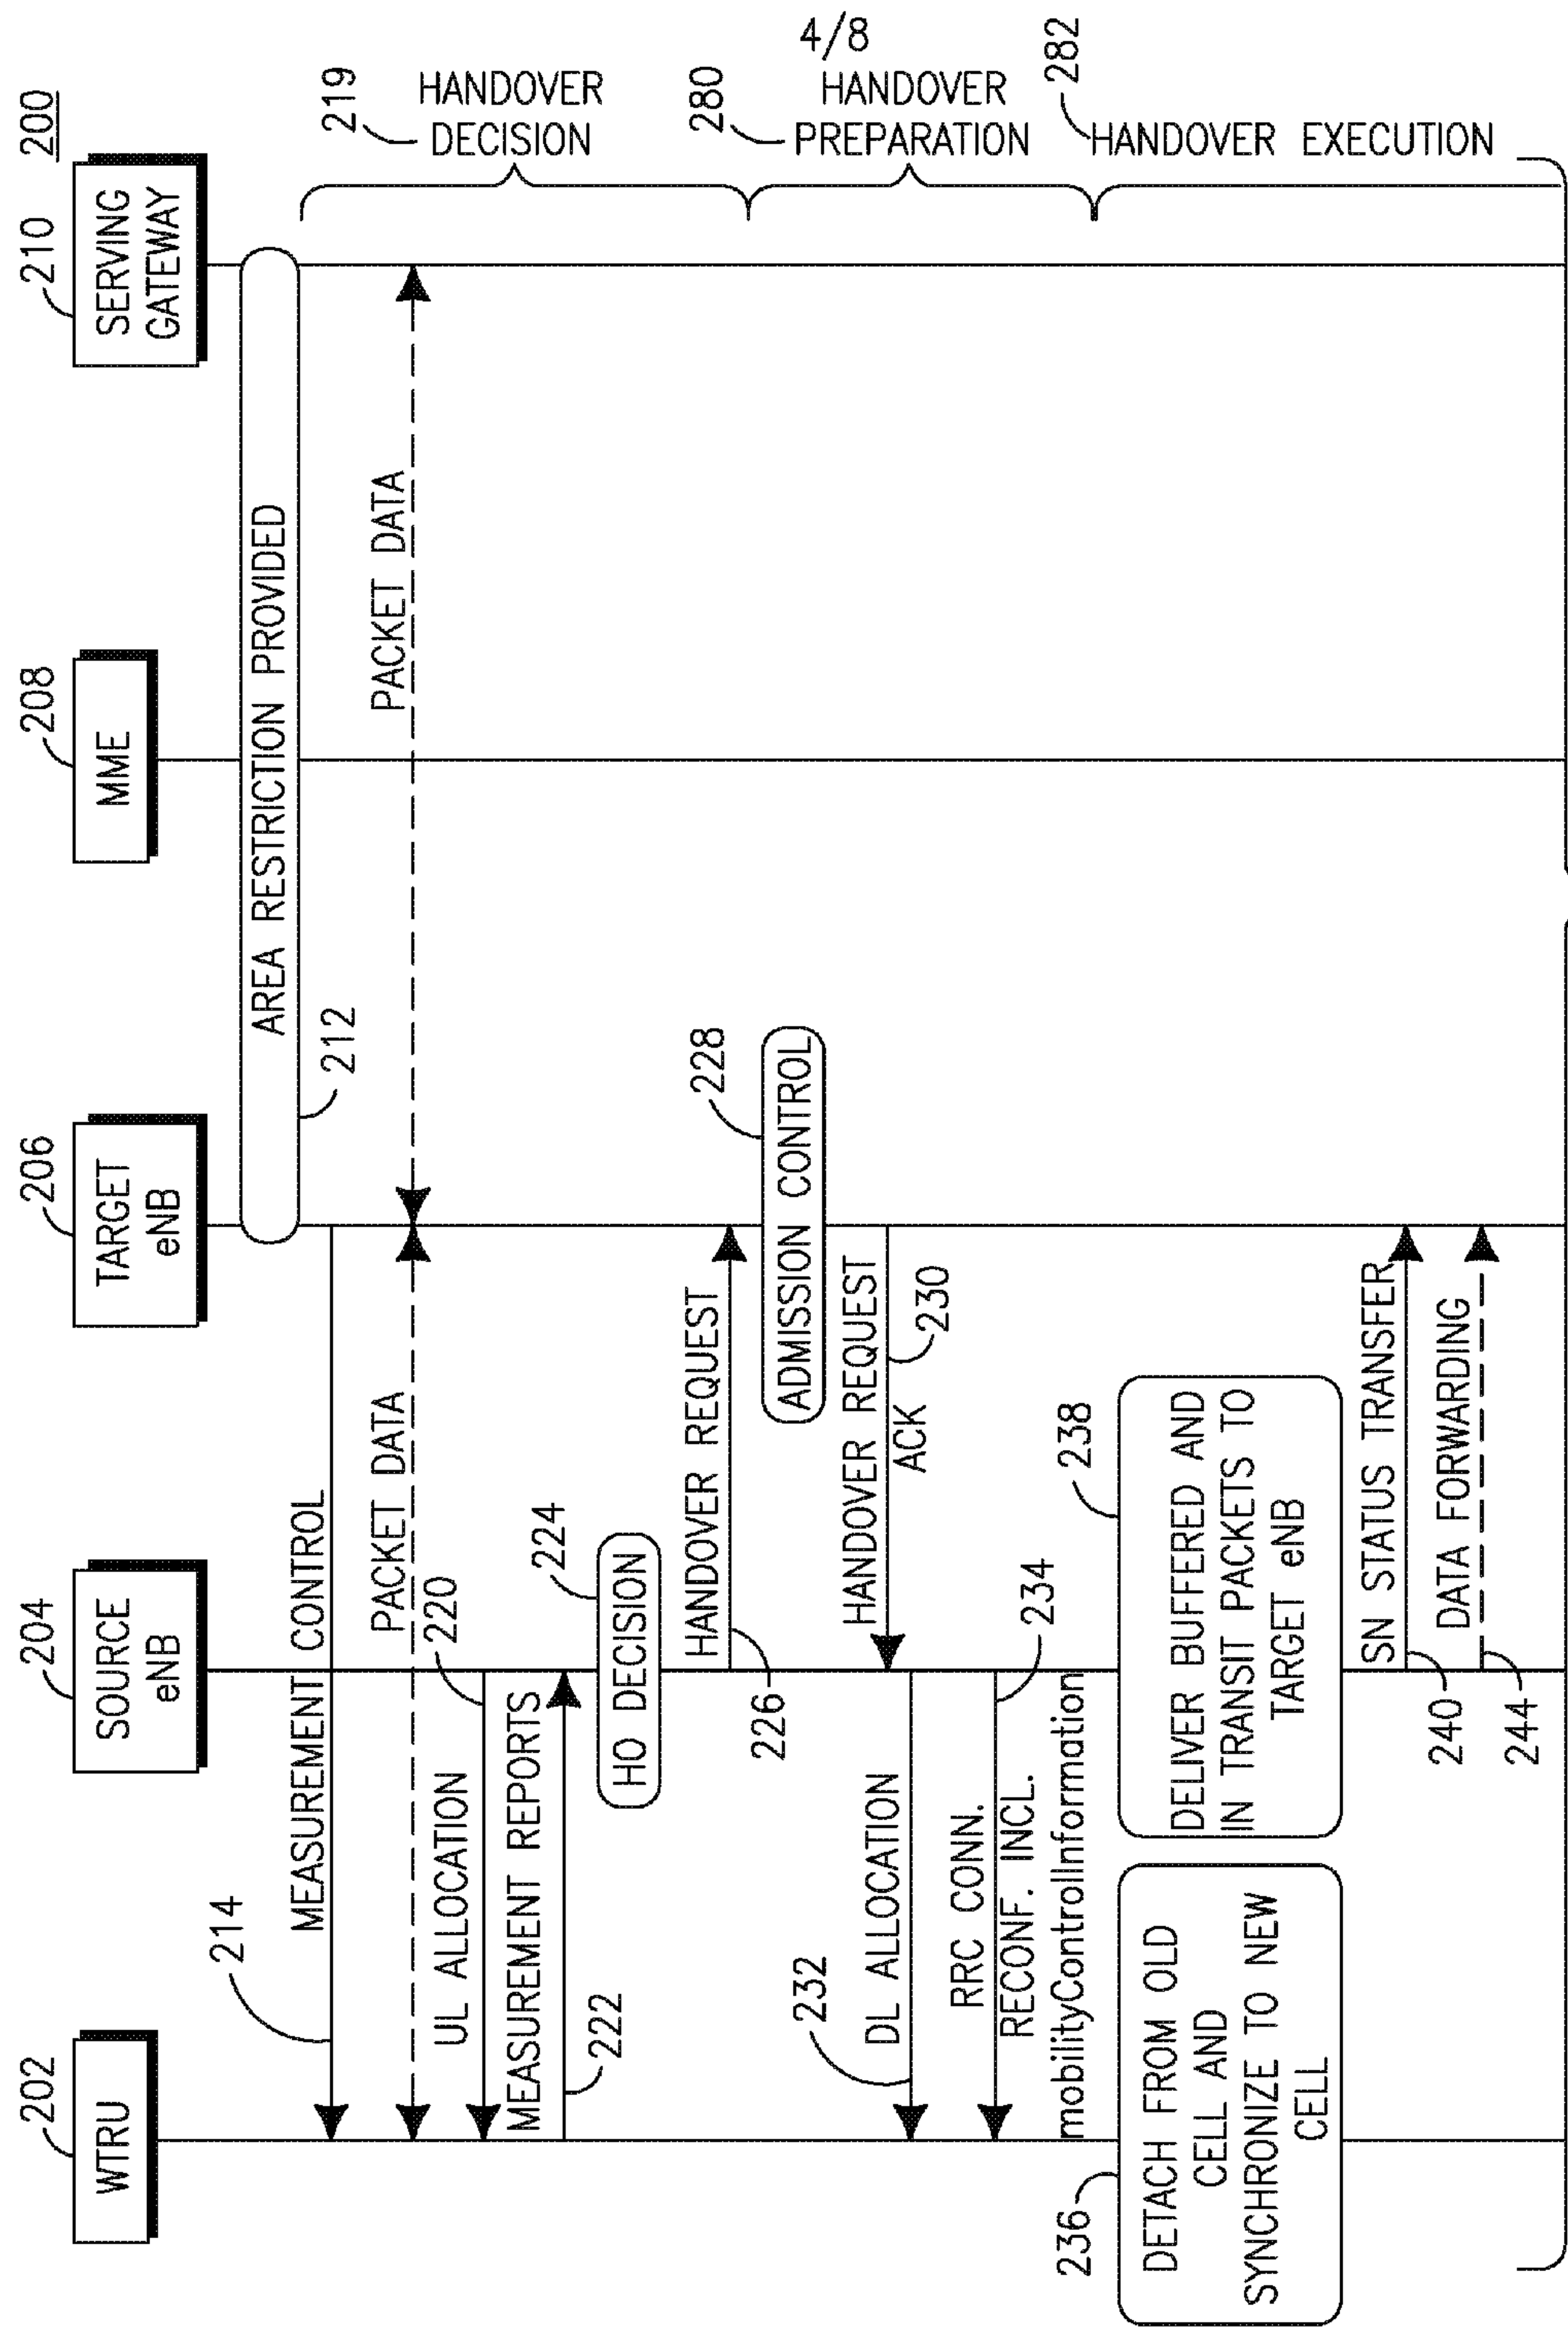 4/8
200
202
WTRU
204
SOURCE
eNB
206
TARGET
eNB
208
MME
210
SERVING
GATEWAY
AREA RESTRICTION PROVIDED
212
214
MEASUREMENT CONTROL
PACKET DATA
PACKET DATA
219
HANDOVER
DECISION
UL ALLOCATION
220
MEASUREMENT REPORTS
222
HO DECISION
224
HANDOVER REQUEST
226
ADMISSION CONTROL
228
280
HANDOVER
PREPARATION
HANDOVER REQUEST
ACK
230
232
DL ALLOCATION
RRC CONN.
RECONF. INCL.
mobilityControlInformation
234
282
HANDOVER EXECUTION
236
DETACH FROM OLD
CELL AND
SYNCHRONIZE TO NEW
CELL
238
DELIVER BUFFERED AND
IN TRANSIT PACKETS TO
TARGET eNB
SN STATUS TRANSFER
240
DATA FORWARDING
244